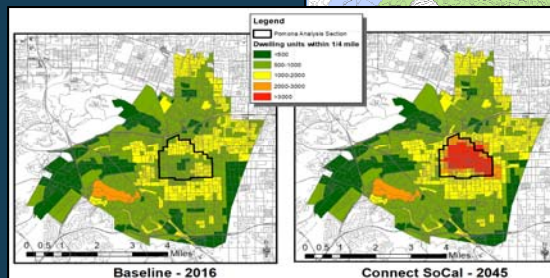 Legend
Pomona Analysis Section
Dwelling units within 1/4 mile
<500
500-1000
1000-2000
2000-3000
>3000
0 0.5 1 2 3 4
Miles
0 0.5 1 2 3 4
Miles
Baseline - 2016
Connect SoCal - 2045